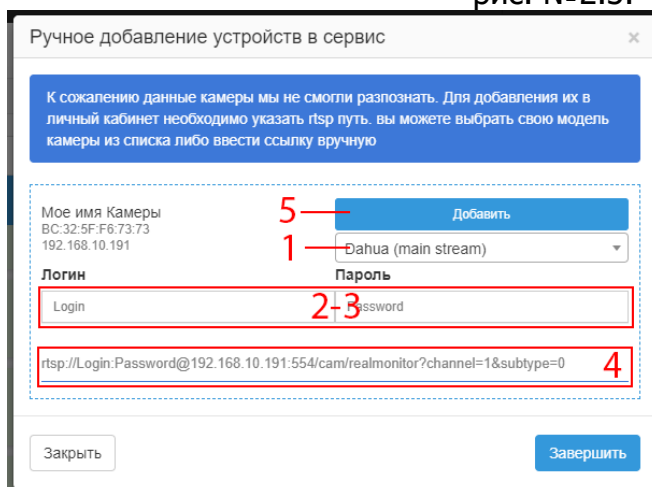 рис. №2.3.
Ручное добавление устройств в сервис ×
К сожалению данные камеры мы не смогли разпознать. Для добавления их в
личный кабинет необходимо указать rtsp путь. вы можете выбрать свою модель
камеры из списка либо ввести ссылку вручную
Мое имя Камеры
BC:32:5F:F6:73:73
192.168.10.191
5 Добавить
1 Dahua (main stream)
Логин Пароль
Login 2-3 Password
rtsp://Login:Password@192.168.10.191:554/cam/realmonitor?channel=1&subtype=0 4
Закрыть Завершить